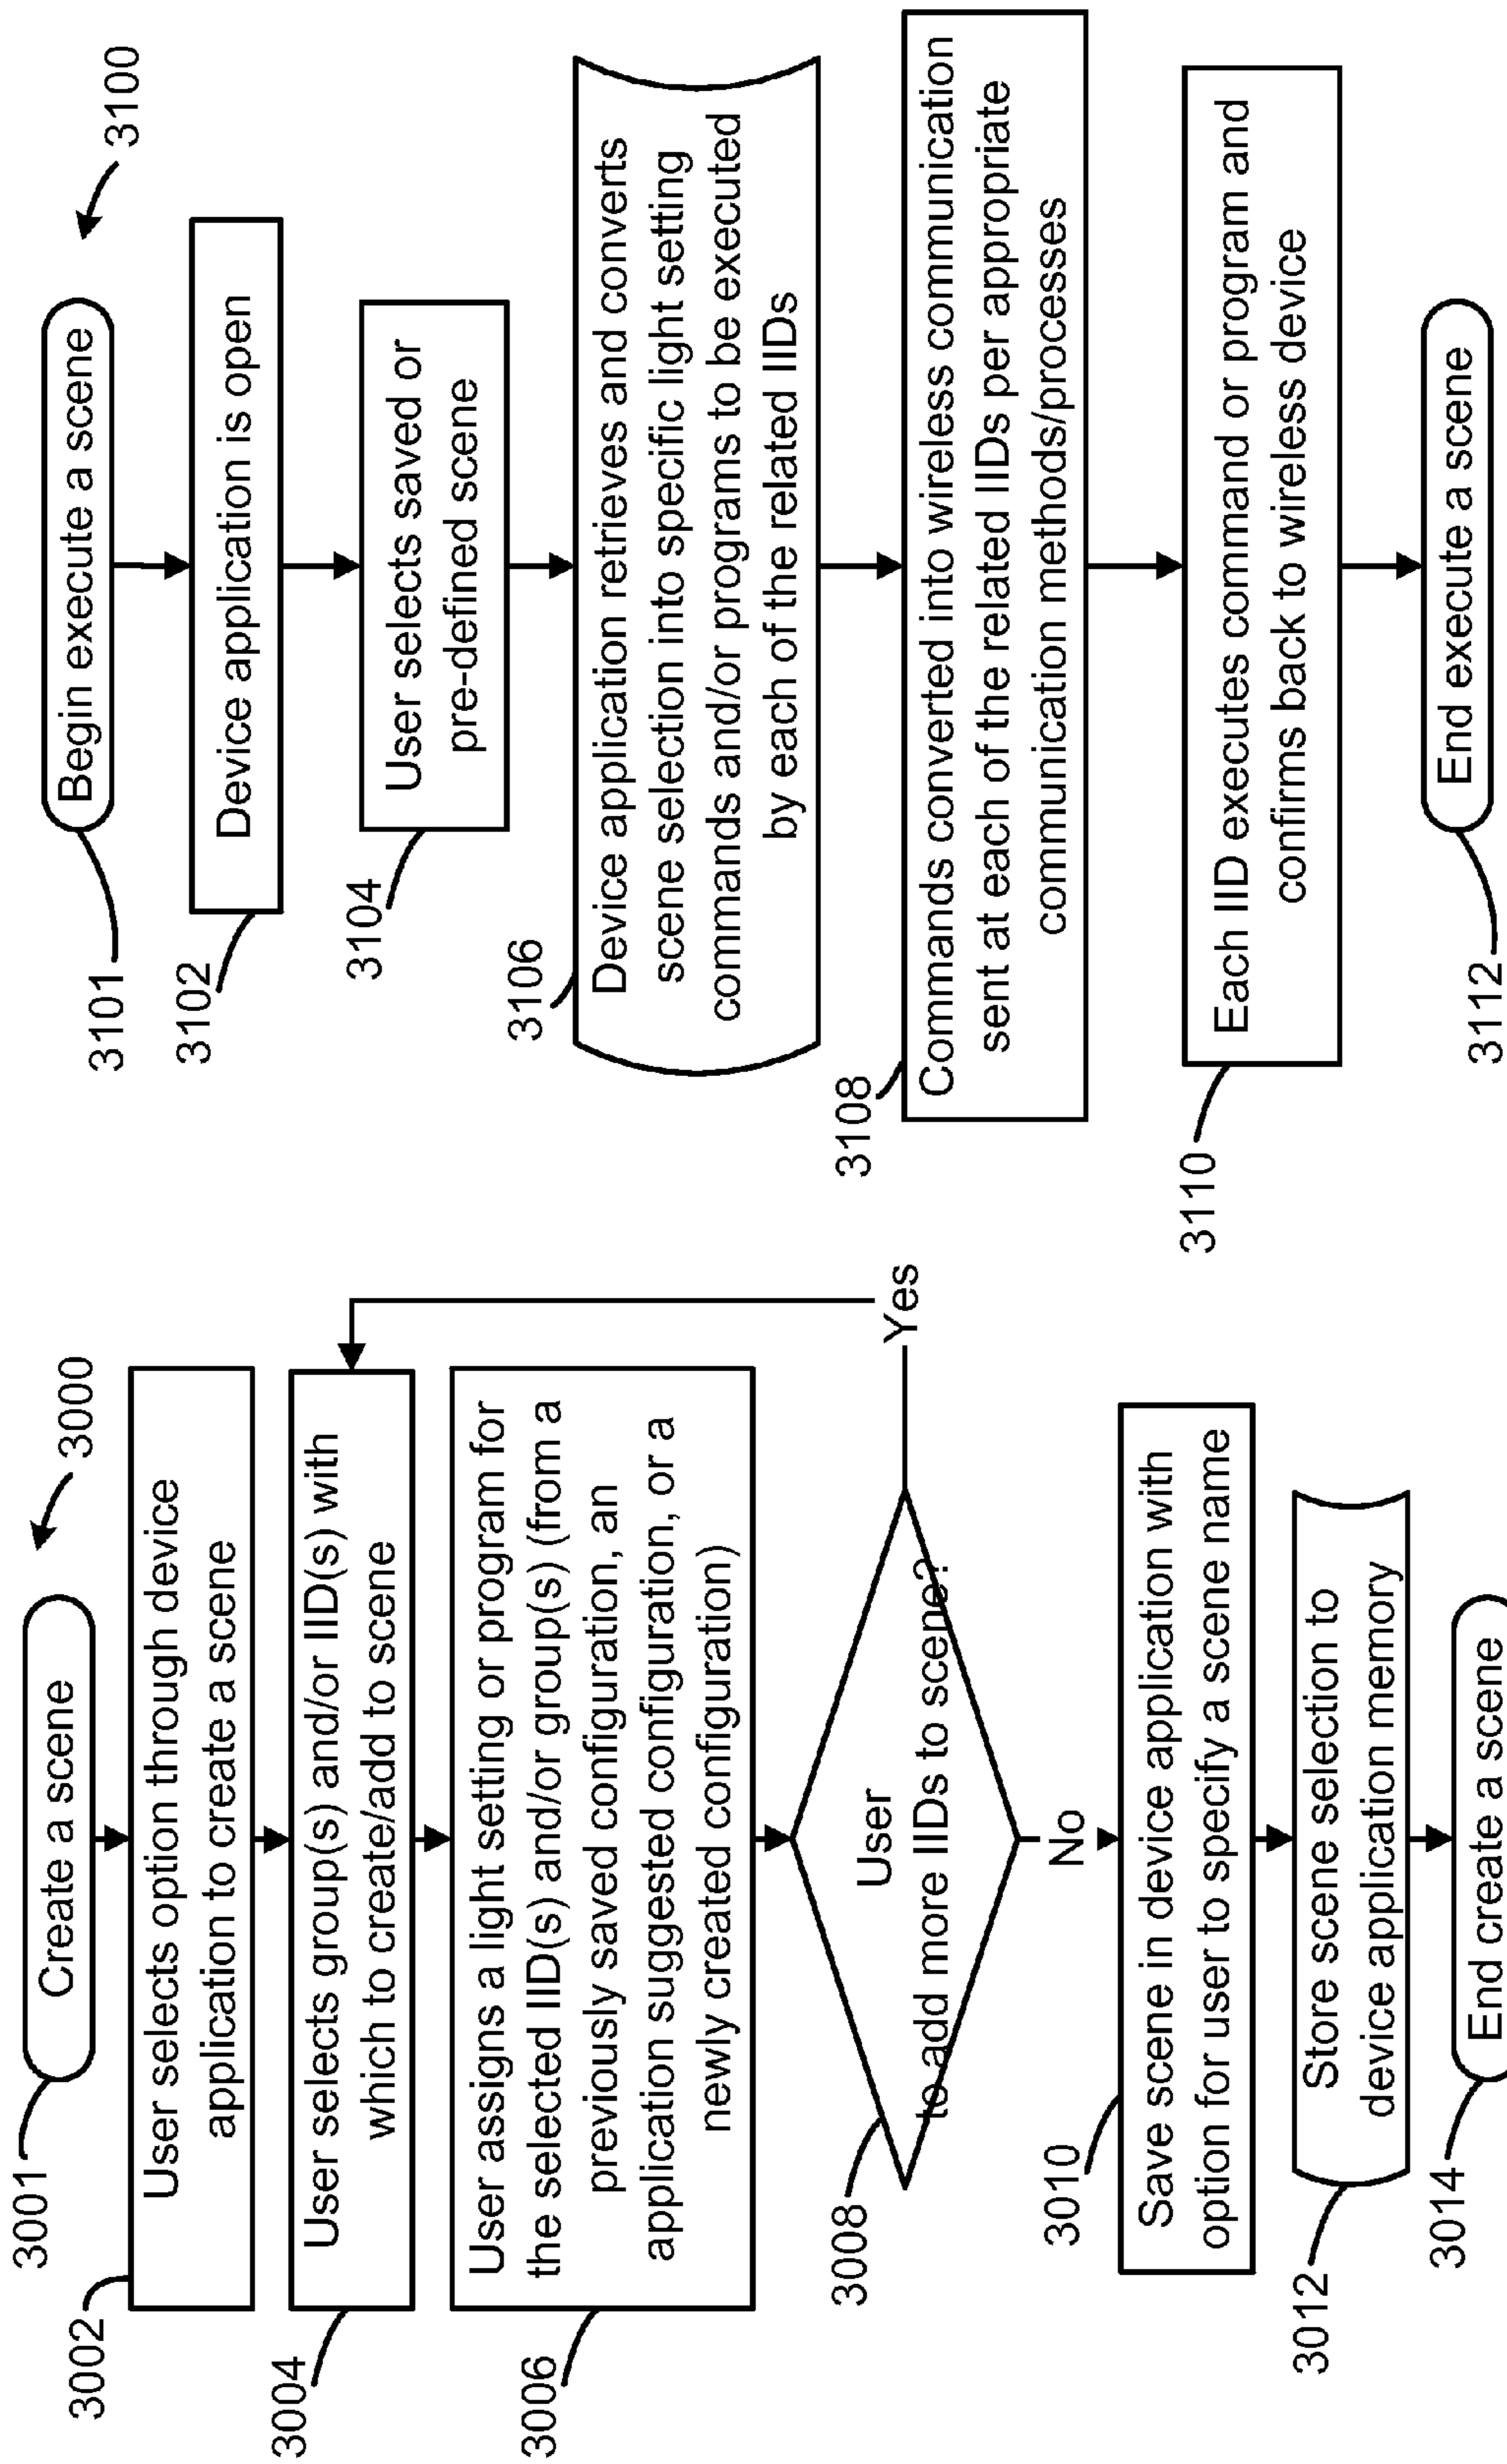 3000
3001
Create a scene
3002
User selects option through device
application to create a scene
3004
User selects group(s) and/or IID(s) with
which to create/add to scene
3006
User assigns a light setting or program for
the selected IID(s) and/or group(s) (from a
previously saved configuration, an
application suggested configuration, or a
newly created configuration)
3008
User
to add more IIDs to scene?
Yes
No
3010
Save scene in device application with
option for user to specify a scene name
3012
Store scene selection to
device application memory
3014
End create a scene
3100
3101
Begin execute a scene
3102
Device application is open
3104
User selects saved or
pre-defined scene
3106
Device application retrieves and converts
scene selection into specific light setting
commands and/or programs to be executed
by each of the related IIDs
3108
Commands converted into wireless communication
sent at each of the related IIDs per appropriate
communication methods/processes
3110
Each IID executes command or program and
confirms back to wireless device
3112
End execute a scene